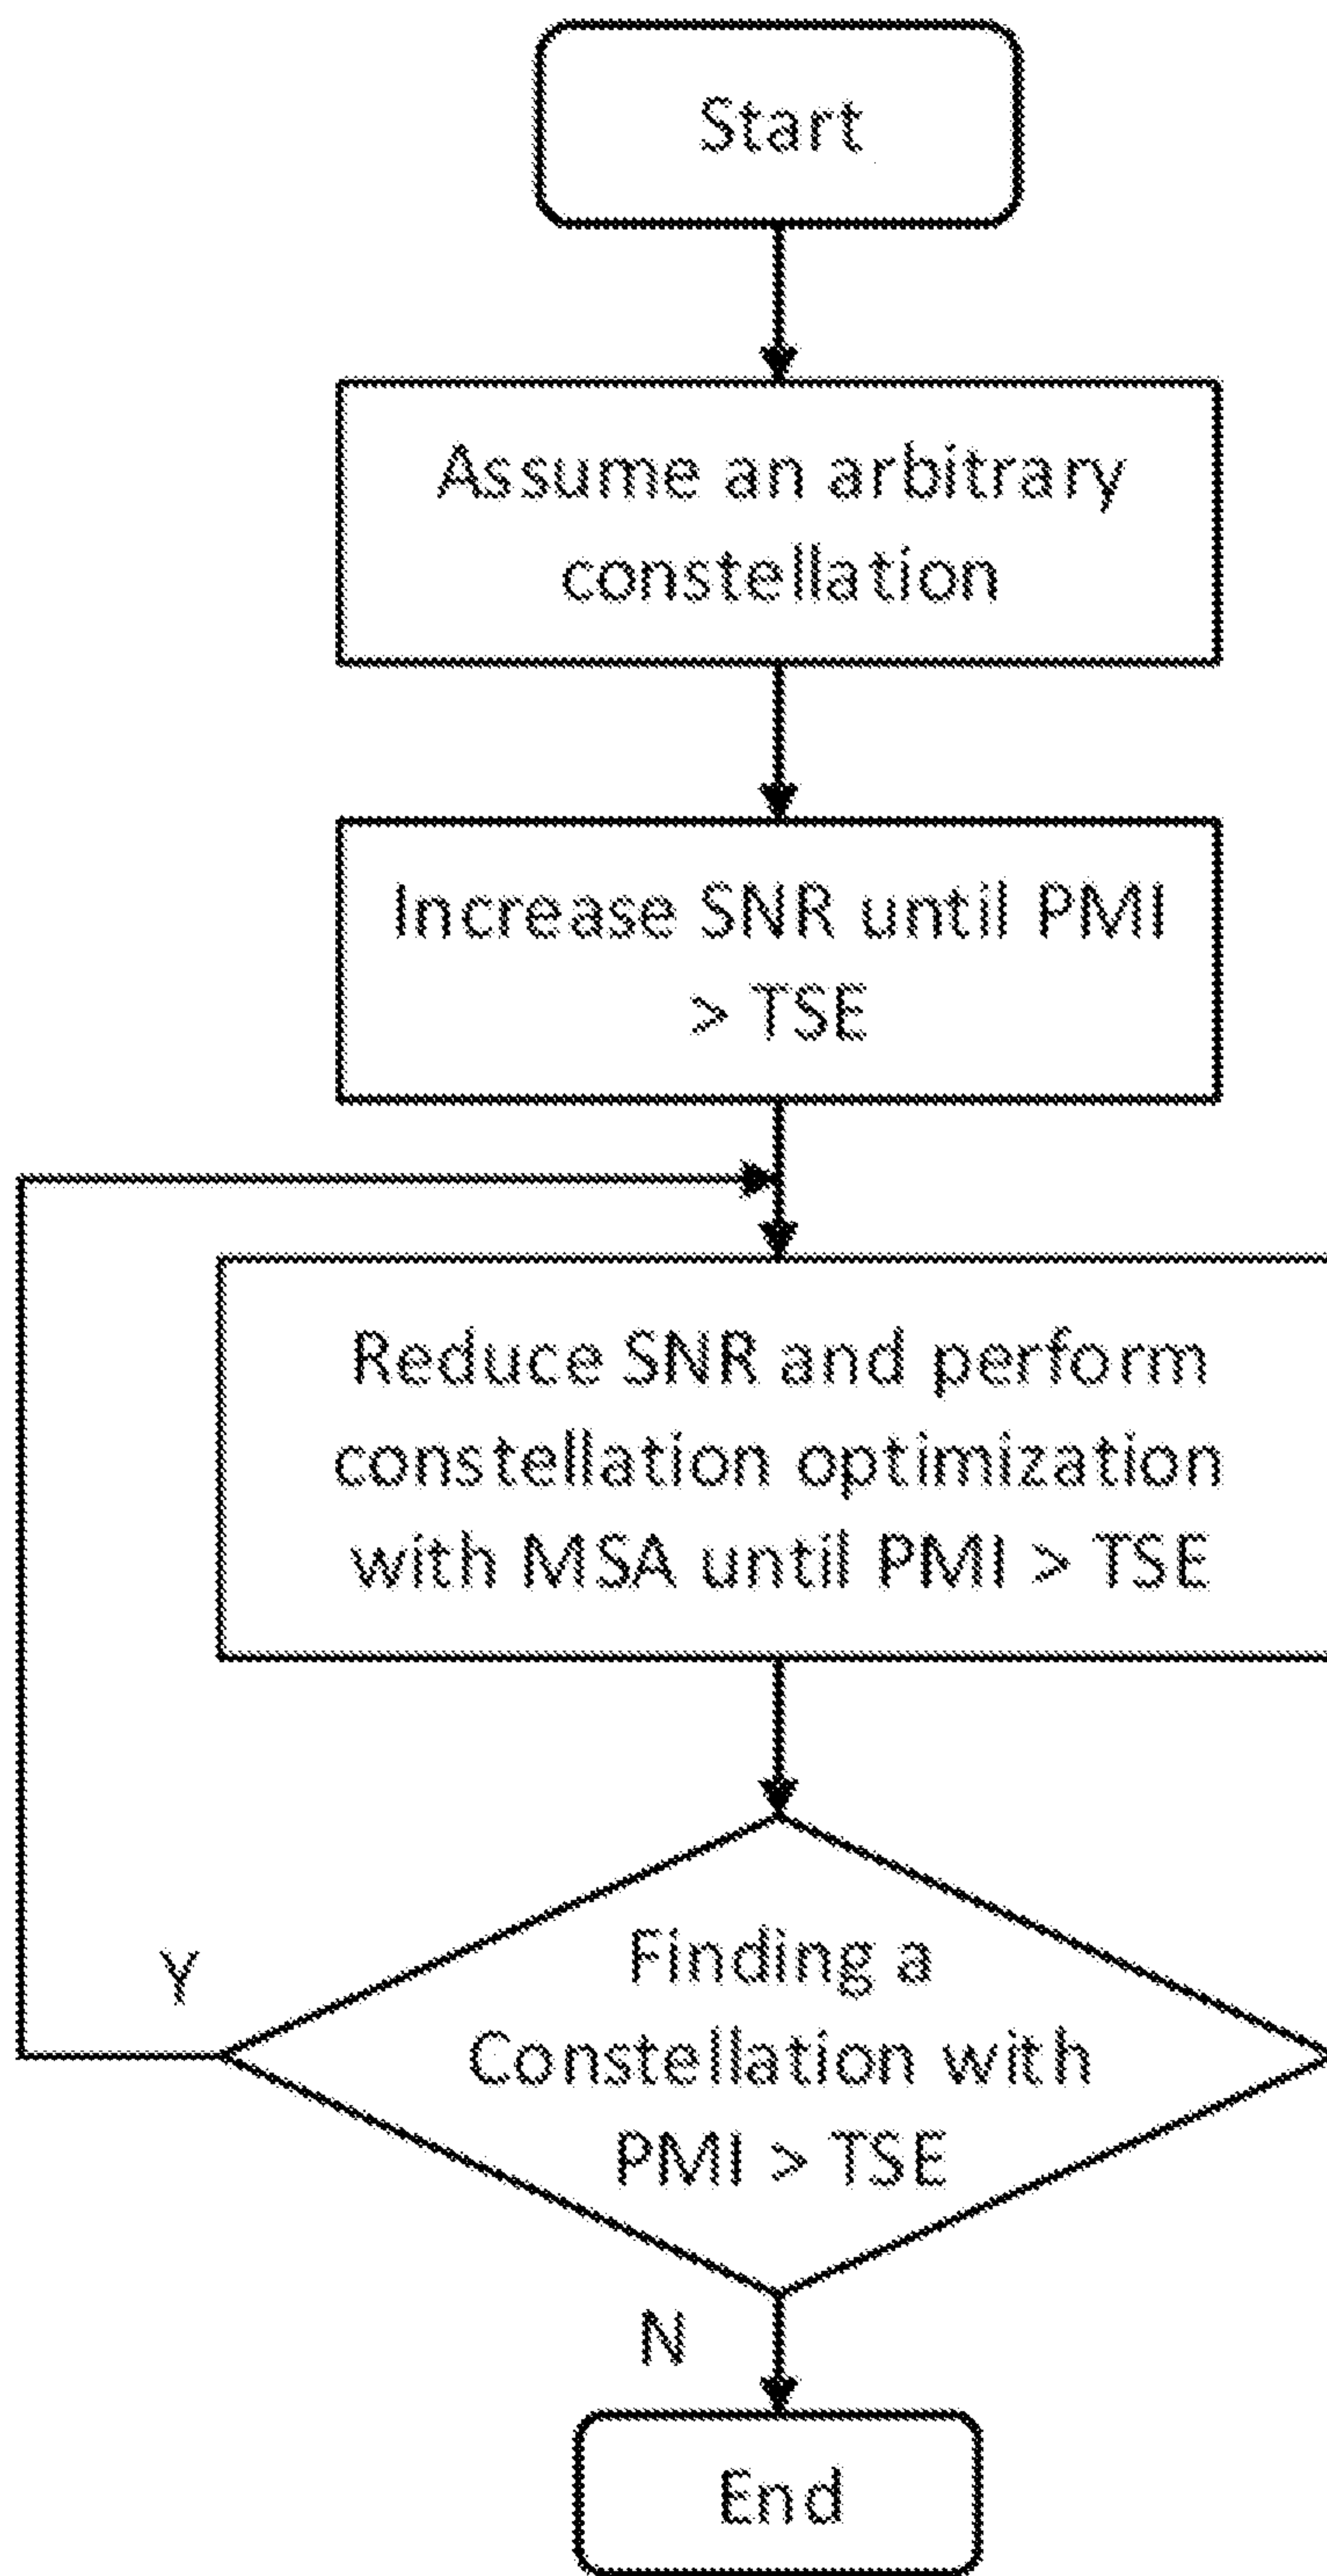 Start
Assume an arbitrary
constellation
Increase SNR until PMI
> TSE
Reduce SNR and perform
constellation optimization
with MSA until PMI > TSE
Finding a
Constellation with
PMI > TSE
Y
N
End